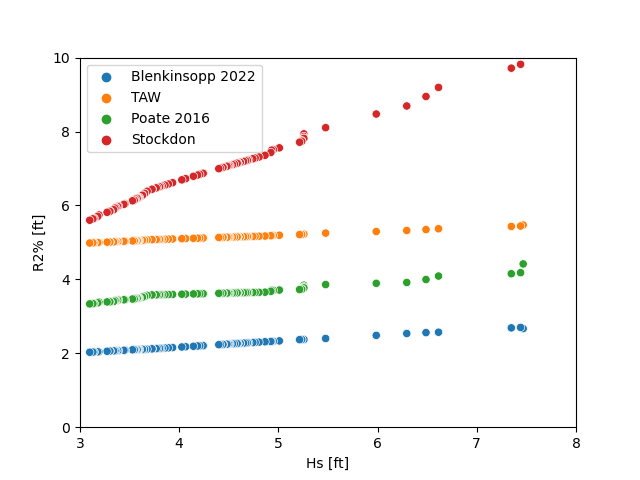 10
8
6
4
2
0
R2% [ft]
Blenkinsopp 2022
TAW
Poate 2016
Stockdon
3 4 5 6 7 8
Hs [ft]